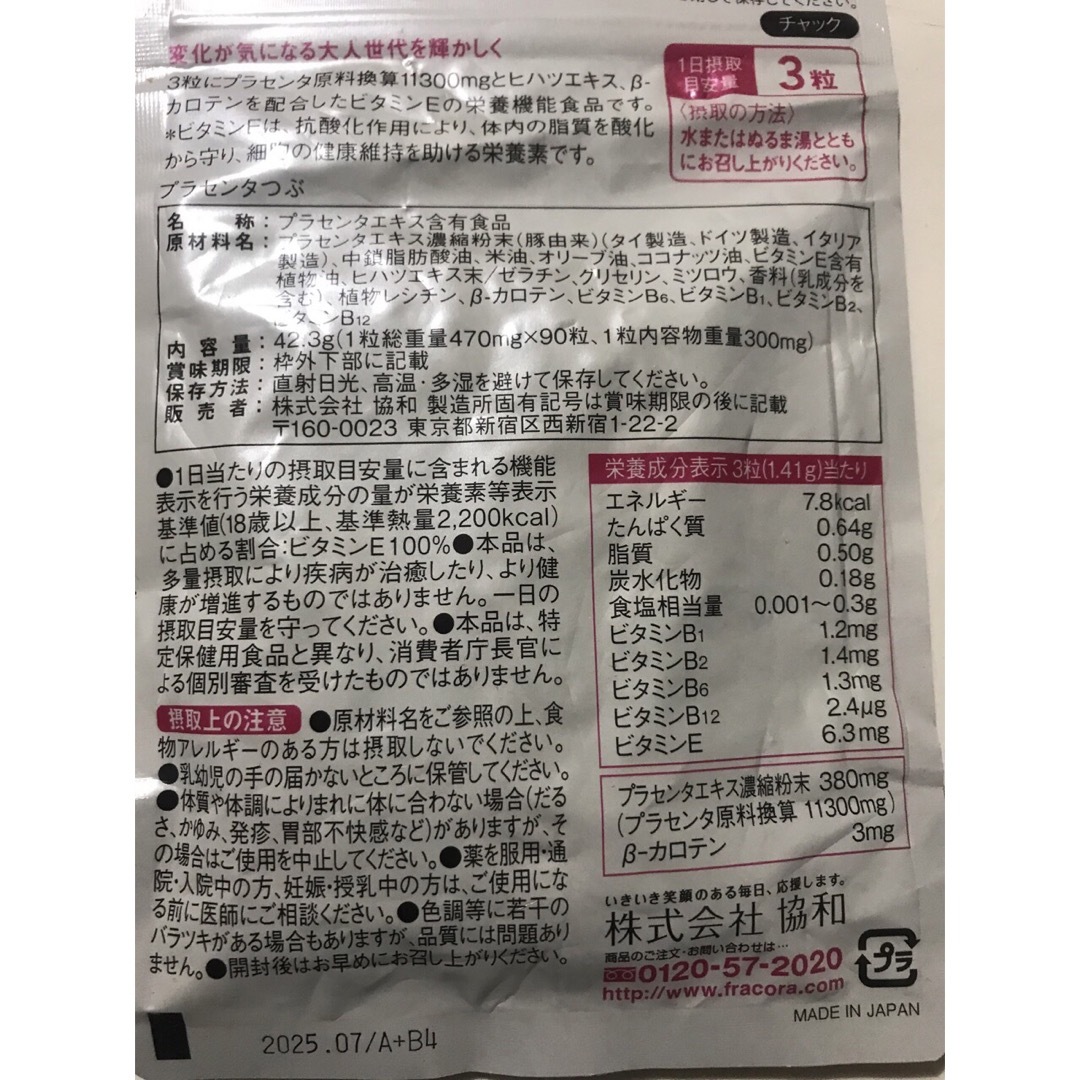 して保存してください。
チャック
変化が気になる大人世代を輝かしく
3粒にプラセンタ原料換算11300mgとヒハツエキス、β-
カロテンを配合したビタミンEの栄養機能食品です。
*ビタミンEは、抗酸化作用により、体内の脂質を酸化
から守り、細胞の健康維持を助ける栄養素です。
プラセンタつぶ
1日摂取
目安量
3粒
〈摂取の方法〉
水またはぬるま湯ととも
にお召し上がりください。
名称:プラセンタエキス含有食品
原材料名:プラセンタエキス濃縮粉末(豚由来)(タイ製造、ドイツ製造、イタリア
製造)、中鎖脂肪酸油、米油、オリーブ油、ココナッツ油、ビタミンE含有
植物油、ヒハツエキス末/ゼラチン、グリセリン、ミツロウ、香料(乳成分を
含む)、植物レシチン、β-カロテン、ビタミンB6、ビタミンB1、ビタミンB2、
ビタミンB12
内容量:42.3g(1粒総重量470mg×90粒、1粒内容物重量300mg)
賞味期限:枠外下部に記載
保存方法:直射日光、高温・多湿を避けて保存してください。
販売者:株式会社 協和 製造所固有記号は賞味期限の後に記載
〒160-0023 東京都新宿区西新宿1-22-2
●1日当たりの摂取目安量に含まれる機能
表示を行う栄養成分の量が栄養素等表示
基準値(18歳以上、基準熱量2,200kcal)
に占める割合:ビタミンE100%●本品は、
多量摂取により疾病が治癒したり、より健
康が増進するものではありません。一日の
摂取目安量を守ってください。●本品は、特
定保健用食品と異なり、消費者庁長官に
よる個別審査を受けたものではありません。
摂取上の注意 ●原材料名をご参照の上、食
物アレルギーのある方は摂取しないでください。
●乳幼児の手の届かないところに保管してください。
●体質や体調によりまれに体に合わない場合(だる
さ、かゆみ、発疹、胃部不快感など)がありますが、そ
の場合はご使用を中止してください。●薬を服用・通
院・入院中の方、妊娠・授乳中の方は、ご使用にな
る前に医師にご相談ください。●色調等に若干の
バラツキがある場合もありますが、品質には問題あり
ません。●開封後はお早めにお召し上がりください。
栄養成分表示 3粒(1.41g)当たり
エネルギー 7.8kcal
たんぱく質 0.64g
脂質 0.50g
炭水化物 0.18g
食塩相当量 0.001～0.3g
ビタミンB1 1.2mg
ビタミンB2 1.4mg
ビタミンB6 1.3mg
ビタミンB12 2.4μg
ビタミンE 6.3mg
プラセンタエキス濃縮粉末 380mg
(プラセンタ原料換算 11300mg)
β-カロテン 3mg
いきいき笑顔のある毎日、応援します。
株式会社 協和
商品のご注文・お問い合わせは…
0120-57-2020
http://www.fracora.com
プラ
MADE IN JAPAN
2025.07/A+B4